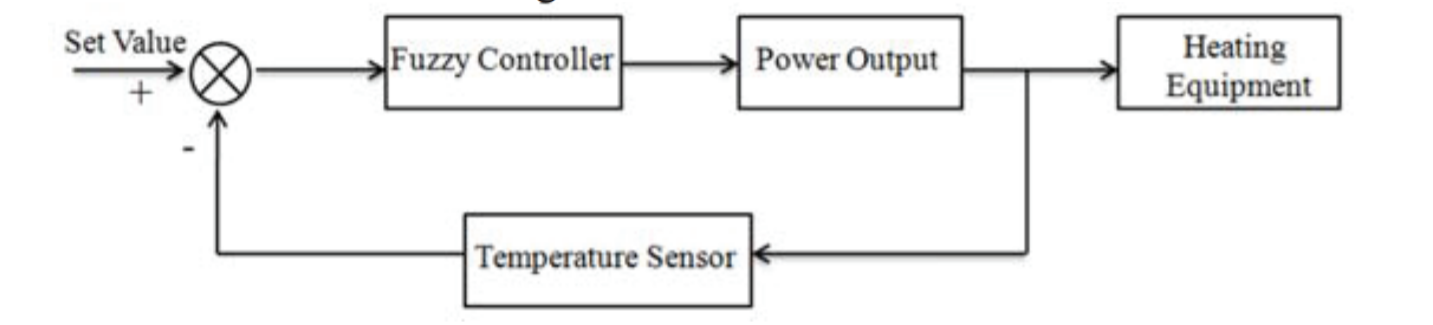 Set Value
+
Fuzzy Controller
Power Output
Heating
Equipment
-
Temperature Sensor